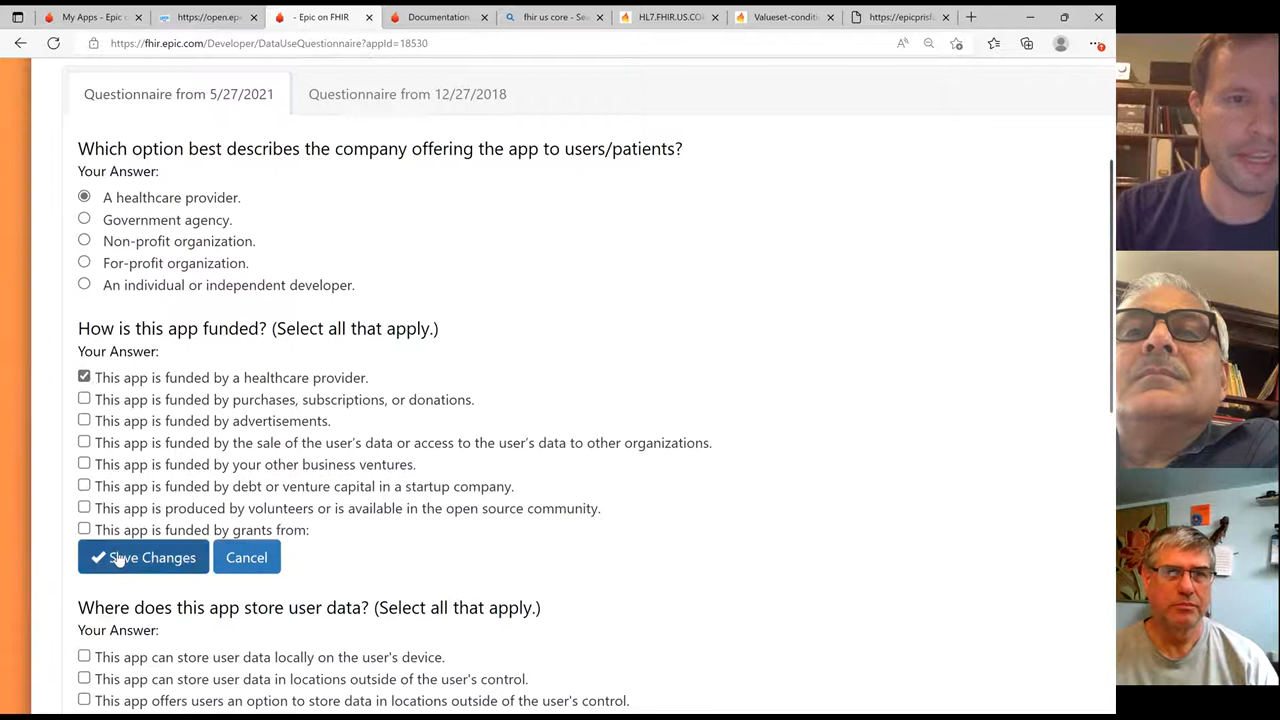 My Apps - Epic
https://open.ep
- Epic on FHIR
Documentation
fhir us core - Sea
HL7.FHIR.US.CO
Valueset-conditi
https://epicprisf
https://fhir.epic.com/Developer/DataUseQuestionnaire?appId=18530
Questionnaire from 5/27/2021
Questionnaire from 12/27/2018
Which option best describes the company offering the app to users/patients?
Your Answer:
A healthcare provider.
Government agency.
Non-profit organization.
For-profit organization.
An individual or independent developer.
How is this app funded? (Select all that apply.)
Your Answer:
This app is funded by a healthcare provider.
This app is funded by purchases, subscriptions, or donations.
This app is funded by advertisements.
This app is funded by the sale of the user's data or access to the user's data to other organizations.
This app is funded by your other business ventures.
This app is funded by debt or venture capital in a startup company.
This app is produced by volunteers or is available in the open source community.
This app is funded by grants from:
Save Changes
Cancel
Where does this app store user data? (Select all that apply.)
Your Answer:
This app can store user data locally on the user's device.
This app can store user data in locations outside of the user's control.
This app offers users an option to store data in locations outside of the user's control.